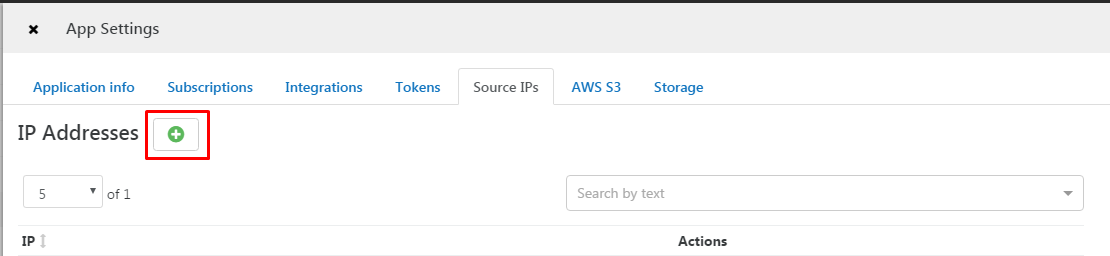 App Settings
Application info Subscriptions Integrations Tokens Source IPs AWS S3 Storage
IP Addresses
5 of 1 Search by text
IP Actions